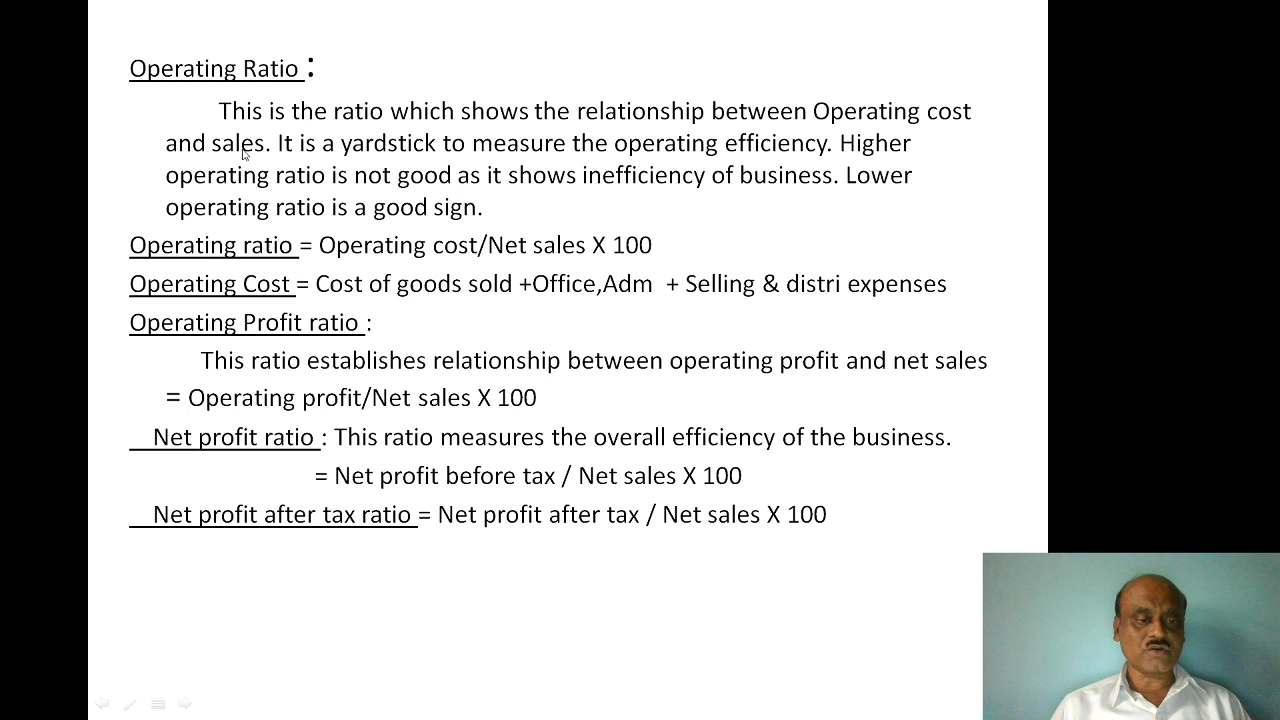 Operating Ratio :
This is the ratio which shows the relationship between Operating cost
and sales. It is a yardstick to measure the operating efficiency. Higher
operating ratio is not good as it shows inefficiency of business. Lower
operating ratio is a good sign.
Operating ratio = Operating cost/Net sales X 100
Operating Cost = Cost of goods sold +Office,Adm + Selling & distri expenses
Operating Profit ratio :
This ratio establishes relationship between operating profit and net sales
= Operating profit/Net sales X 100
Net profit ratio : This ratio measures the overall efficiency of the business.
= Net profit before tax / Net sales X 100
Net profit after tax ratio = Net profit after tax / Net sales X 100